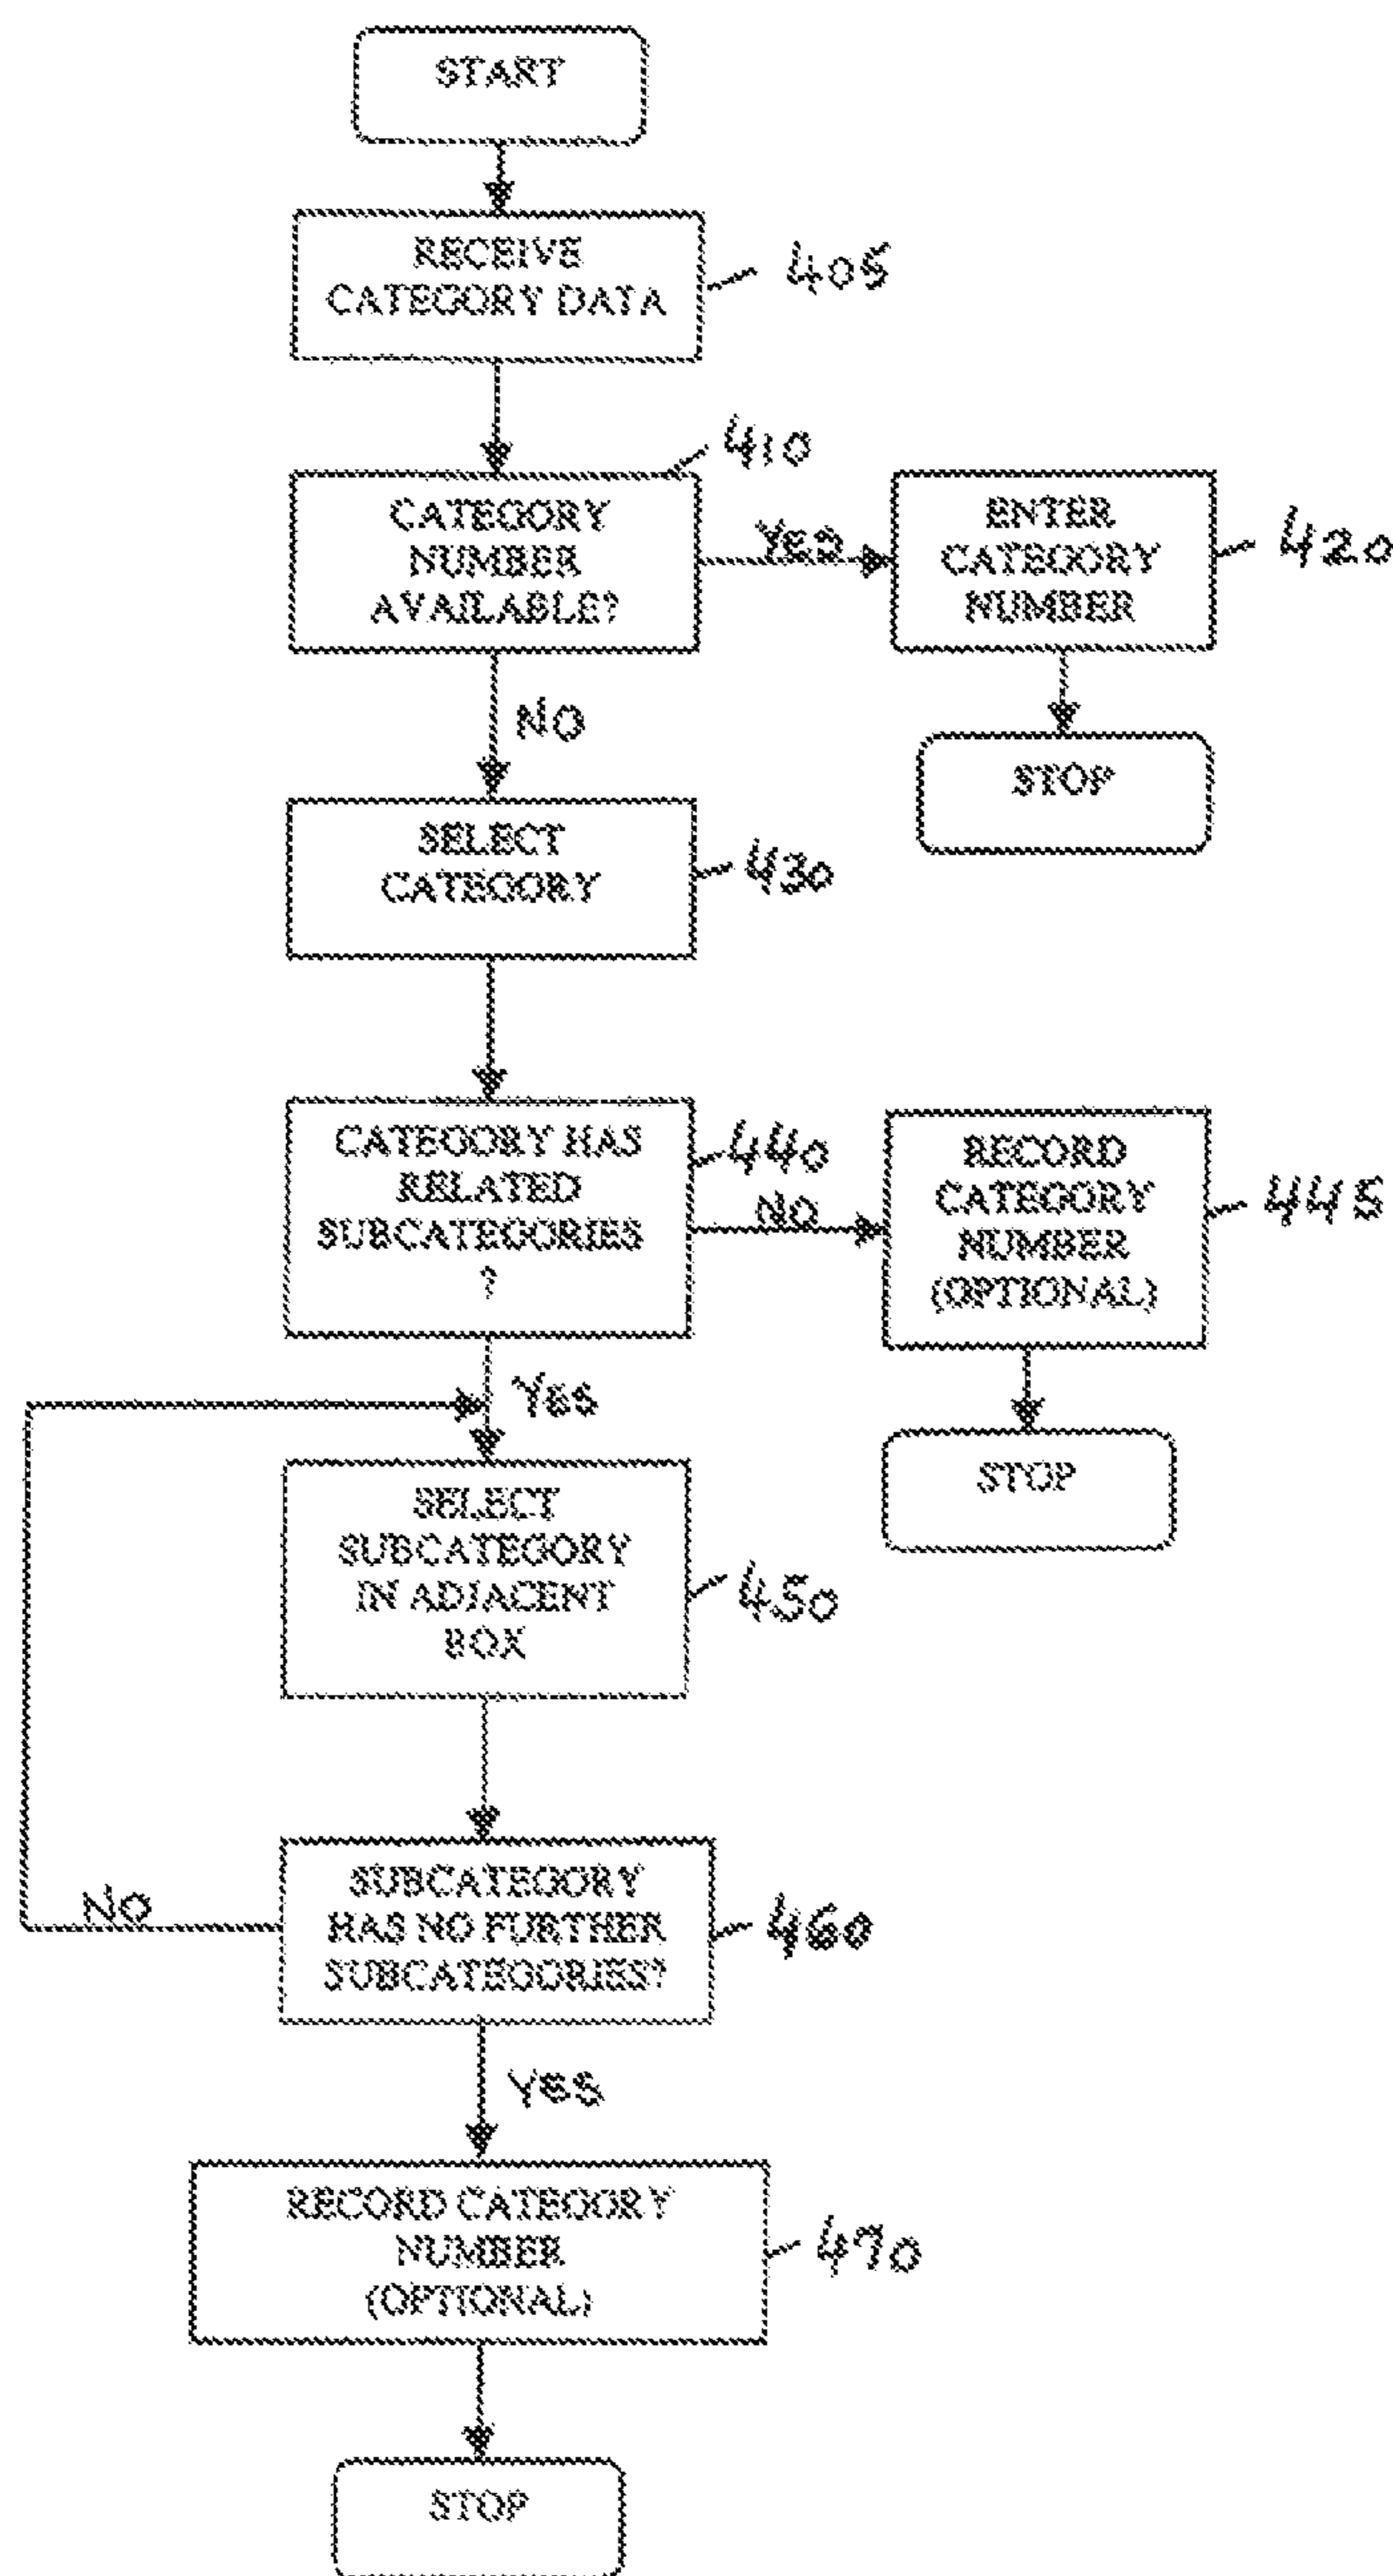 START
RECEIVE
CATEGORY DATA
405
410
CATEGORY
NUMBER
AVAILABLE?
YES
ENTER
CATEGORY
NUMBER
420
NO
STOP
SELECT
CATEGORY
430
CATEGORY HAS
RELATED
SUBCATEGORIES
?
440
NO
RECORD
CATEGORY
NUMBER
(OPTIONAL)
445
YES
STOP
SELECT
SUBCATEGORY
IN ADJACENT
BOX
450
SUBCATEGORY
HAS NO FURTHER
SUBCATEGORIES?
460
NO
YES
RECORD CATEGORY
NUMBER
(OPTIONAL)
470
STOP